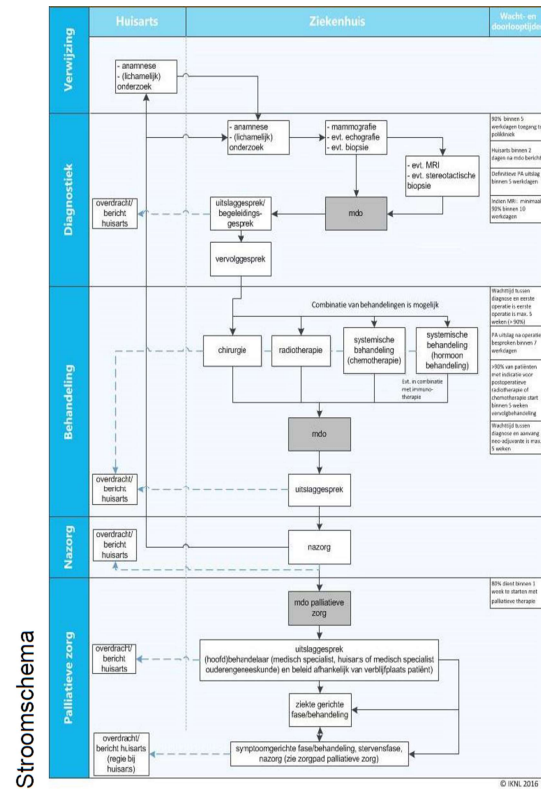 Stroomschema
Huisarts
Ziekenhuis
Wacht- en
doorlooptijden
Verwijzing
- anamnese
- (lichamelijk)
onderzoek
Diagnostiek
- anamnese
- (lichamelijk)
onderzoek
- mammografie
- evt. echografie
- evt. biopsie
- evt. MRI
- evt. stereotactische
biopsie
mdo
uitslaggesprek/
begeleidings-
gesprek
overdracht/
bericht
huisarts
vervolggesprek
90% binnen 5
werkdagen toegang to
polikliniek
Huisarts binnen 2
dagen na mdo bericht
Definitieve PA uitslag
binnen 5 werkdagen
Indien MRI: minimaal
90% binnen 10
werkdagen
Behandeling
Combinatie van behandelingen is mogelijk
chirurgie
radiotherapie
systemische
behandeling
(chemotherapie)
systemische
behandeling
(hormoon
behandeling)
Evt. in combinatie
met immuno-
therapie
mdo
uitslaggesprek
overdracht/
bericht
huisarts
Wachttijd tussen
diagnose en eerste
operatie is eerste
operatie is max. 5
weken (>90%)
PA uitslag na operatie
besproken binnen 7
werkdagen
>90% van patiënten
met indicatie voor
postoperatieve
radiotherapie of
chemotherapie start
binnen 5 weken
vervolgbehandeling
Wachttijd tussen
diagnose en aanvang
neo-adjuvante is max.
5 weken
Nazorg
overdracht/
bericht
huisarts
nazorg
Palliatieve zorg
mdo palliatieve
zorg
80% dient binnen 1
week te starten met
palliatieve therapie
overdracht/
bericht
huisarts
uitslaggesprek
(hoofd)behandelaar (medisch specialist, huisarts of medisch specialist
ouderengeneeskunde) en beleid afhankelijk van verblijfplaats patiënt)
ziekte gerichte
fase/behandeling
overdracht/
bericht huisarts
(regie bij
huisarts)
symptoomgerichte fase/behandeling, stervensfase,
nazorg (zie zorgpad palliatieve zorg)
© IKNL 2016